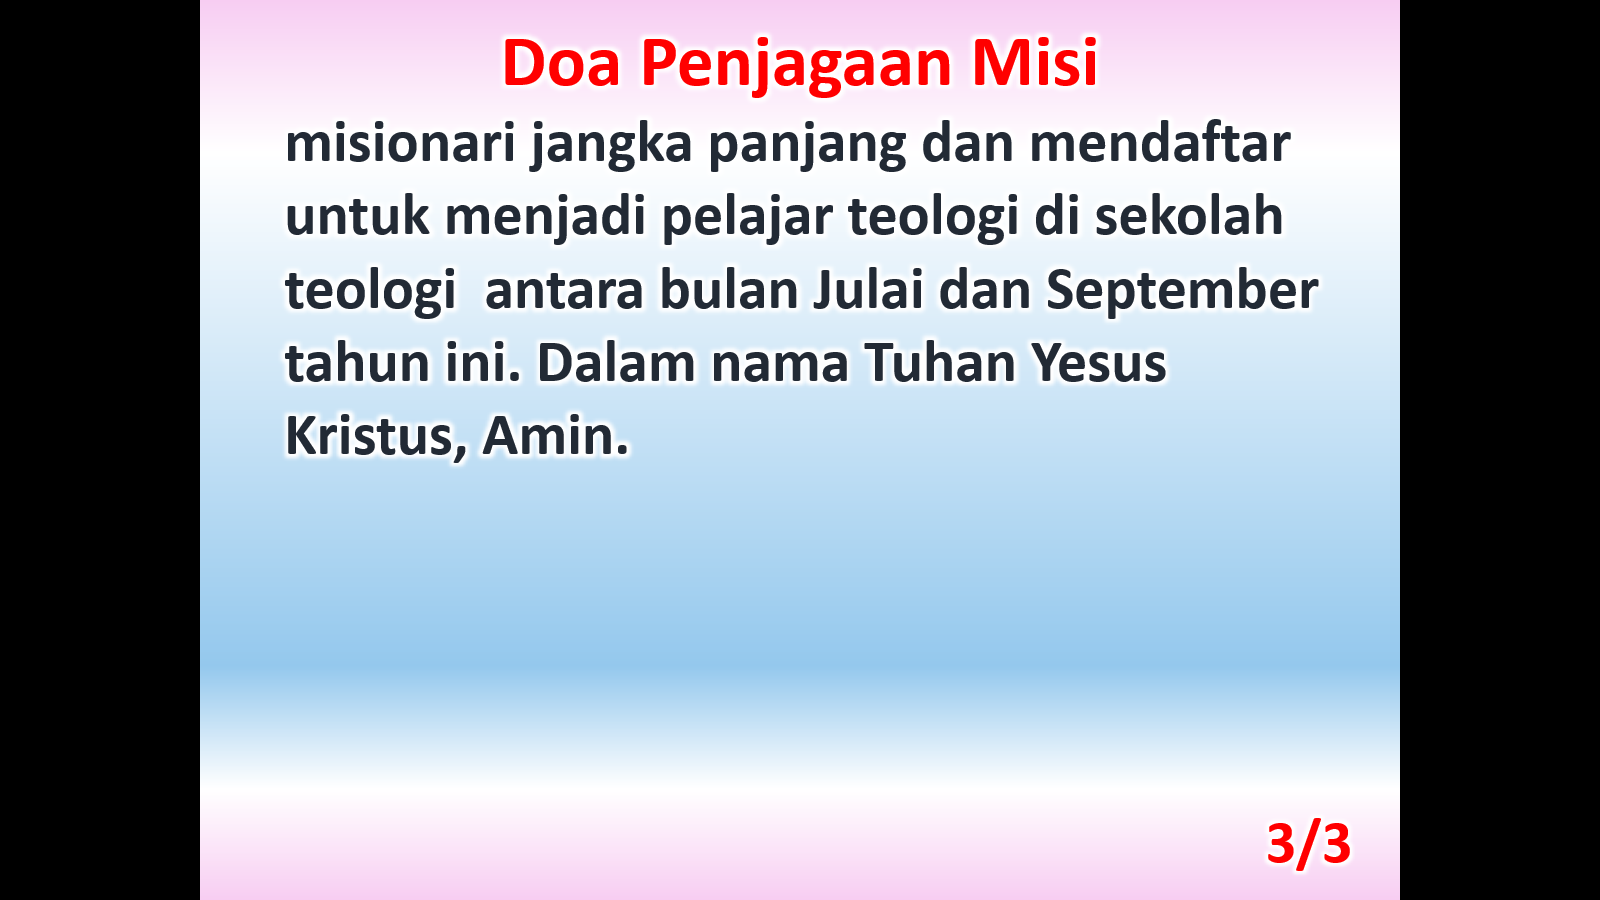 Doa Penjagaan Misi
misionari jangka panjang dan mendaftar
untuk menjadi pelajar teologi di sekolah
teologi  antara bulan Julai dan September
tahun ini. Dalam nama Tuhan Yesus
Kristus, Amin.
3/3